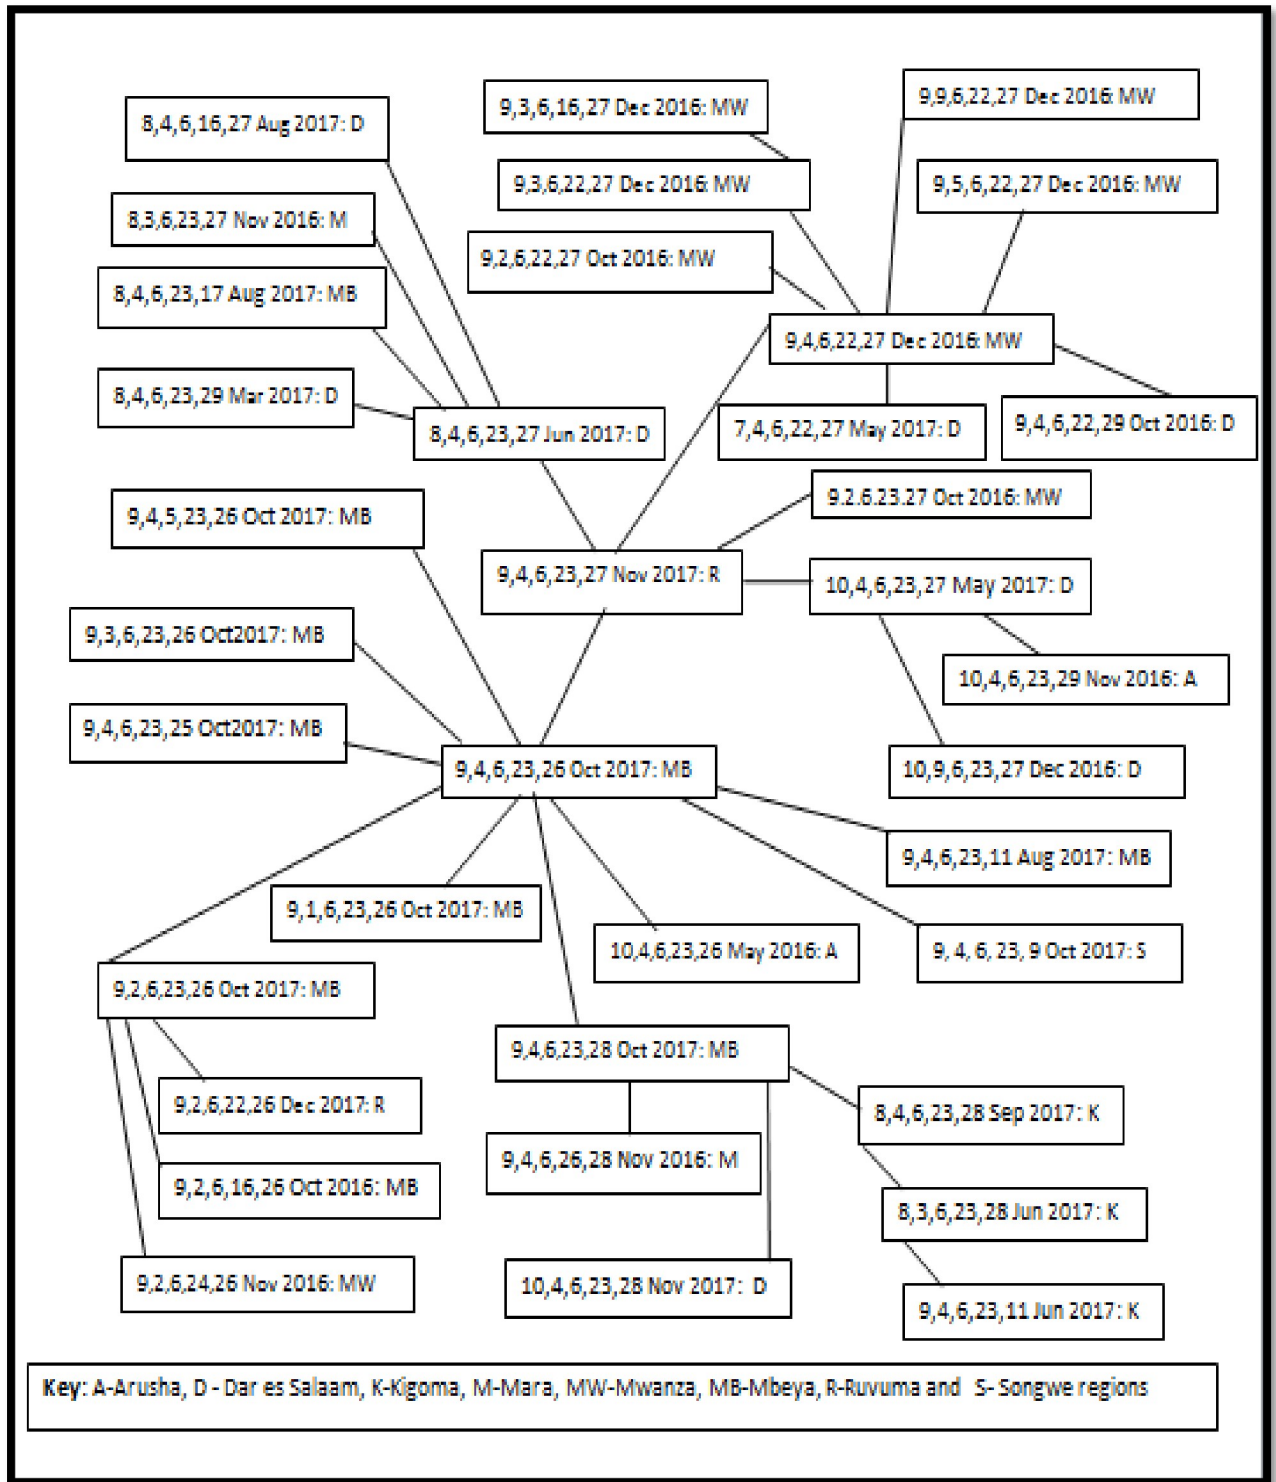 9,3,6,16,27 Dec 2016: MW
9,9,6,22,27 Dec 2016: MW
8,4,6,16,27 Aug 2017: D
9,3,6,22,27 Dec 2016: MW
9,5,6,22,27 Dec 2016: MW
8,3,6,23,27 Nov 2016: M
9,2,6,22,27 Oct 2016: MW
8,4,6,23,17 Aug 2017: MB
9,4,6,22,27 Dec 2016: MW
8,4,6,23,29 Mar 2017: D
8,4,6,23,27 Jun 2017: D
7,4,6,22,27 May 2017: D
9,4,6,22,29 Oct 2016: D
9,4,5,23,26 Oct 2017: MB
9.2.6.23.27 Oct 2016: MW
9,4,6,23,27 Nov 2017: R
10,4,6,23,27 May 2017: D
9,3,6,23,26 Oct2017: MB
10,4,6,23,29 Nov 2016: A
9,4,6,23,25 Oct2017: MB
9,4,6,23,26 Oct 2017: MB
10,9,6,23,27 Dec 2016: D
9,4,6,23,11 Aug 2017: MB
9,1,6,23,26 Oct 2017: MB
10,4,6,23,26 May 2016: A
9, 4, 6, 23, 9 Oct 2017: S
9,2,6,23,26 Oct 2017: MB
9,4,6,23,28 Oct 2017: MB
9,2,6,22,26 Dec 2017: R
8,4,6,23,28 Sep 2017: K
9,4,6,26,28 Nov 2016: M
9,2,6,16,26 Oct 2016: MB
8,3,6,23,28 Jun 2017: K
9,2,6,24,26 Nov 2016: MW
10,4,6,23,28 Nov 2017: D
9,4,6,23,11 Jun 2017: K
Key: A-Arusha, D - Dar es Salaam, K-Kigoma, M-Mara, MW-Mwanza, MB-Mbeya, R-Ruvuma and S- Songwe regions